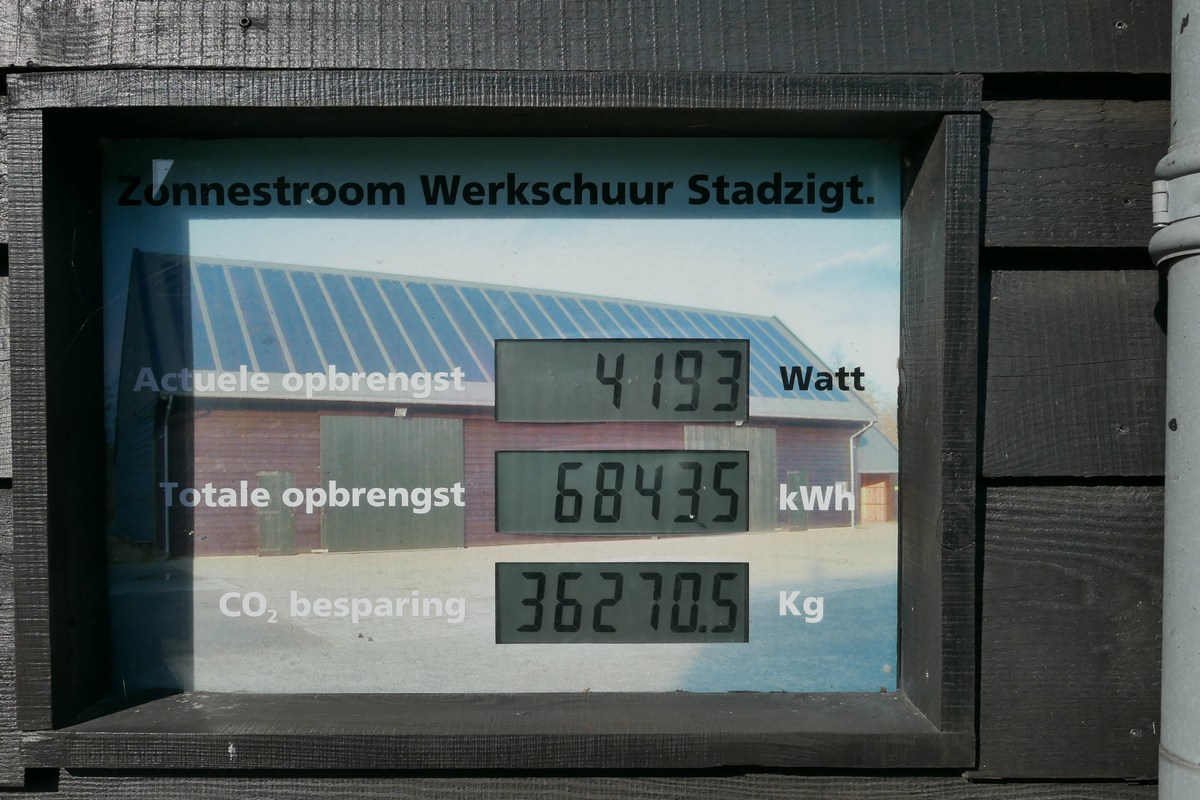 Zonnestroom Werkschuur Stadzigt.
Actuele opbrengst 4193 Watt
Totale opbrengst 68435 kWh
CO₂ besparing 36270.5 Kg